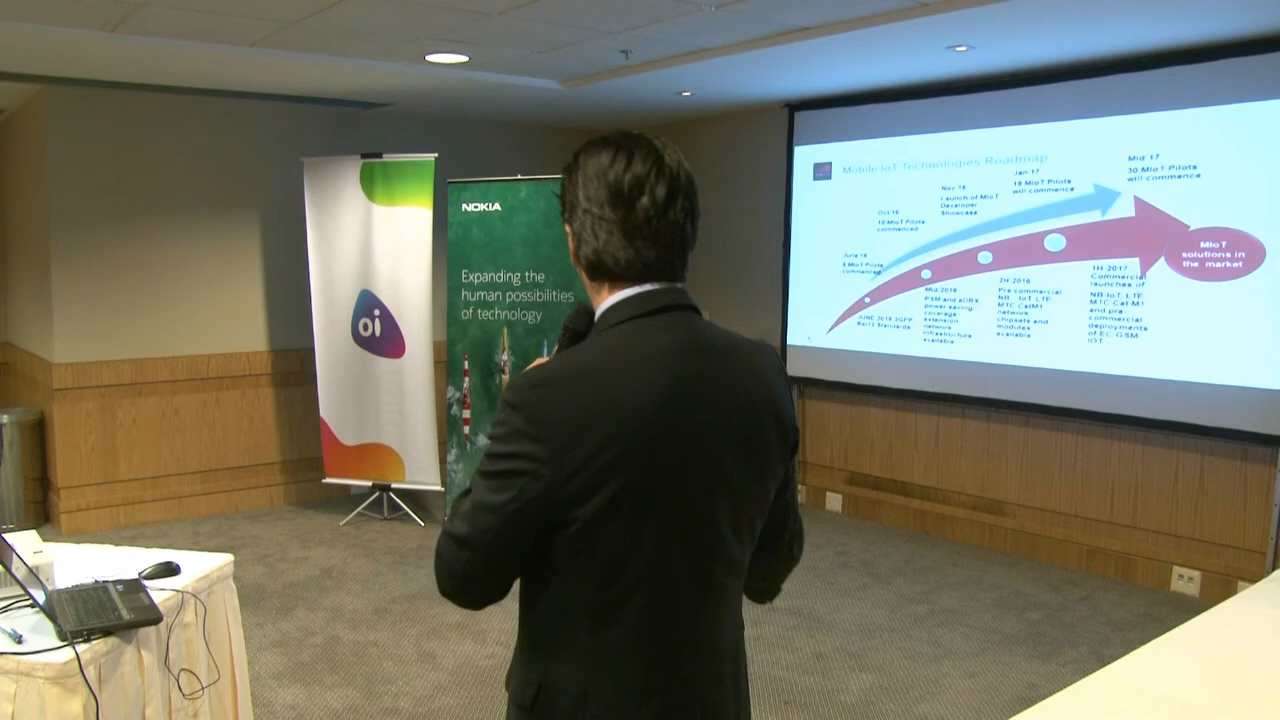 oi
NOKIA
Expanding the
human possibilities
of technology
Mobile IoT Technologies Roadmap
Mid 17
30 MIoT Pilots
will commence
Jan 17
18 MIoT Pilots
will commence
Nov 16
Launch of MIoT
Developer
Showcase
Oct 16
12 MIoT Pilots
commenced
June 16
MIoT Pilots
commenced
MIoT
solutions in
the market
JUNE 2016 3GPP
Rel13 Standards
Mid 2016
PSM and eDRX
power saving
coverage
extension
network
infrastructure
available
2H 2016
Pre commercial
NB IoT LTE
MTC CatM1
network
chipsets and
modules
available
1H 2017
Commercial
launches of
NB IoT, LTE
MTC Cat M1
and pre
commercial
deployments
of EC GSM
IOT